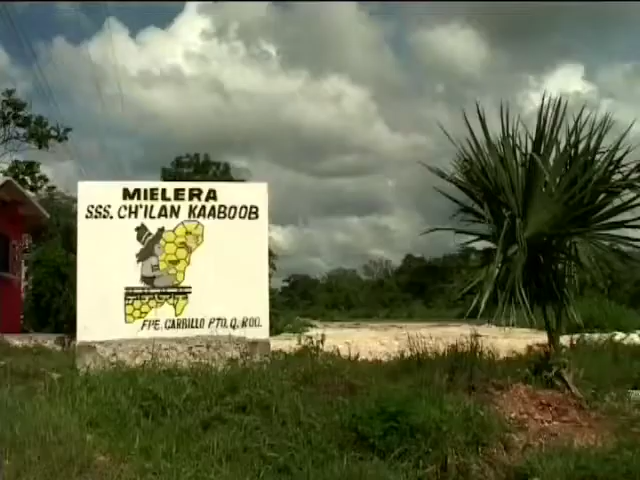 MIELERA
SSS. CH'ILAN KAABOOB
FPE. CARRILLO PTO. Q. ROO.